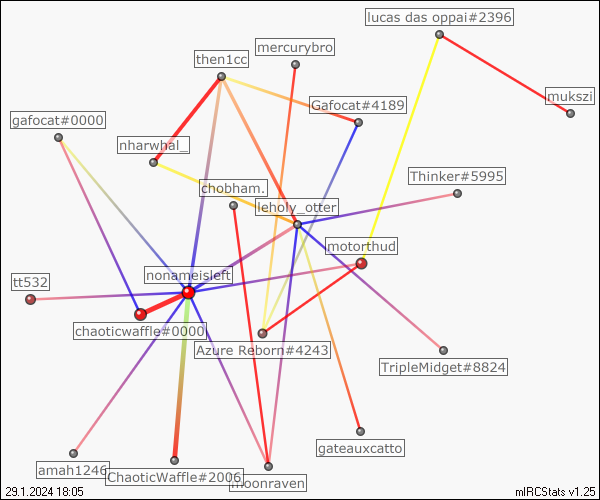 lucas das oppai#2396
mercurybro
then1cc
mukszi
Gafocat#4189
gafocat#0000
nharwhal_
Thinker#5995
chobham.
leholy_otter
motorthud
nonameisleft
tt532
chaoticwaffle#0000
Azure Reborn#4243
TripleMidget#8824
gateauxcatto
amah1246
ChaoticWaffle#2006
moonraven
29.1.2024 18:05
mIRCStats v1.25